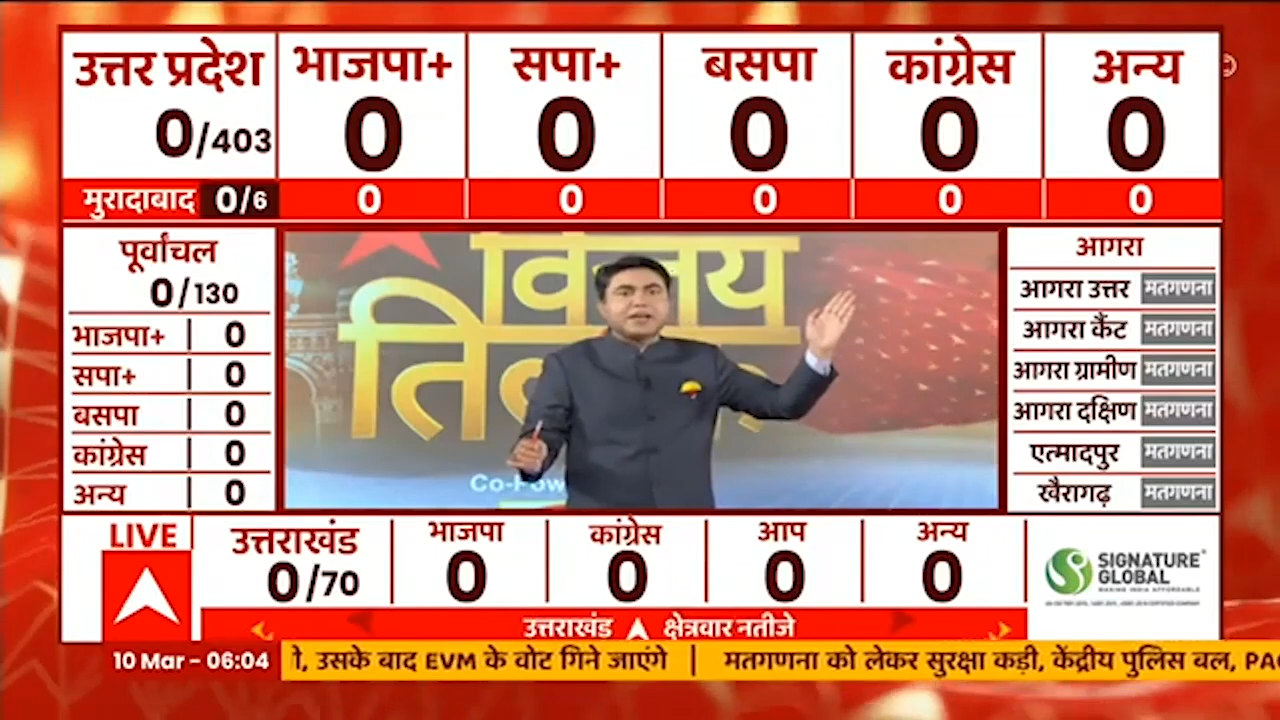 उत्तर प्रदेश भाजपा+ सपा+ बसपा कांग्रेस अन्य
0/403 0 0 0 0 0
मुरादाबाद 0/6 0 0 0 0 0
पूर्वांचल
0/130
भाजपा+ 0
सपा+ 0
बसपा 0
कांग्रेस 0
अन्य 0
विजय
Co-Pow
आगरा
आगरा उत्तर मतगणना
आगरा कैंट मतगणना
आगरा ग्रामीण मतगणना
आगरा दक्षिण मतगणना
एत्मादपुर मतगणना
खैरागढ़ मतगणना
LIVE
उत्तराखंड भाजपा कांग्रेस आप अन्य
0/70 0 0 0 0
उत्तराखंड क्षेत्रवार नतीजे
SIGNATURE
GLOBAL
10 Mar - 06:04
ी, उसके बाद EVM के वोट गिने जाएंगे | मतगणना को लेकर सुरक्षा कड़ी, केंद्रीय पुलिस बल, PAC